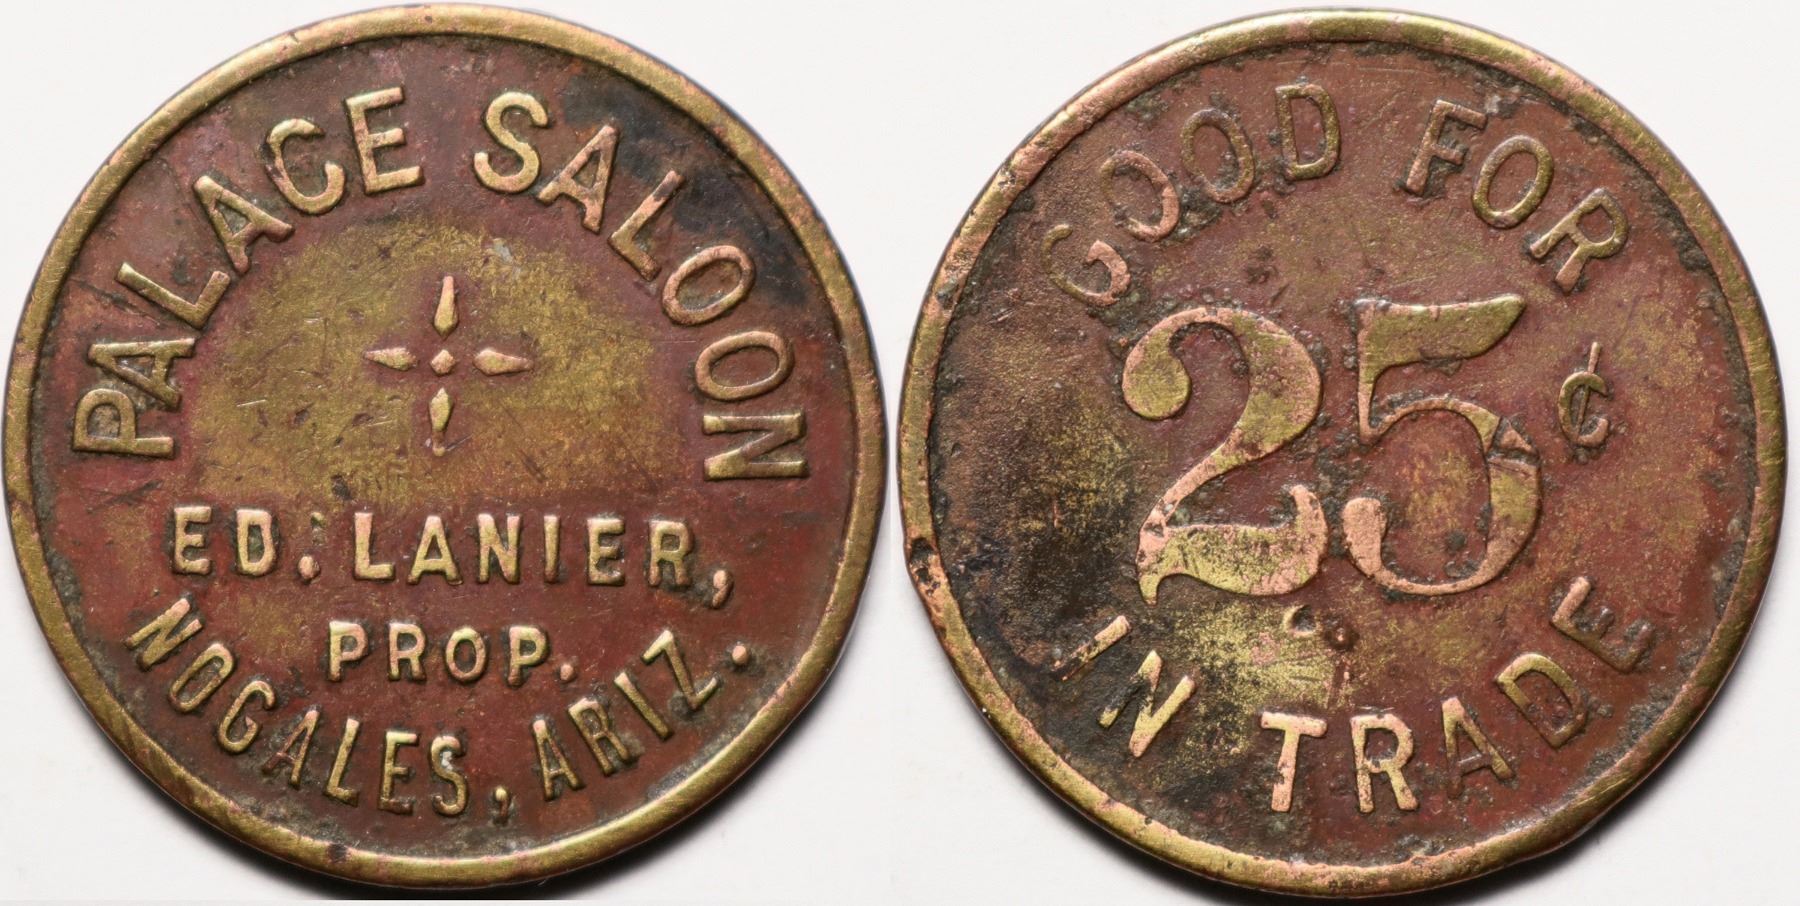 PALACE SALOON
ED. LANIER,
PROP.
NOGALES, ARIZ.
GOOD FOR
25¢
IN TRADE